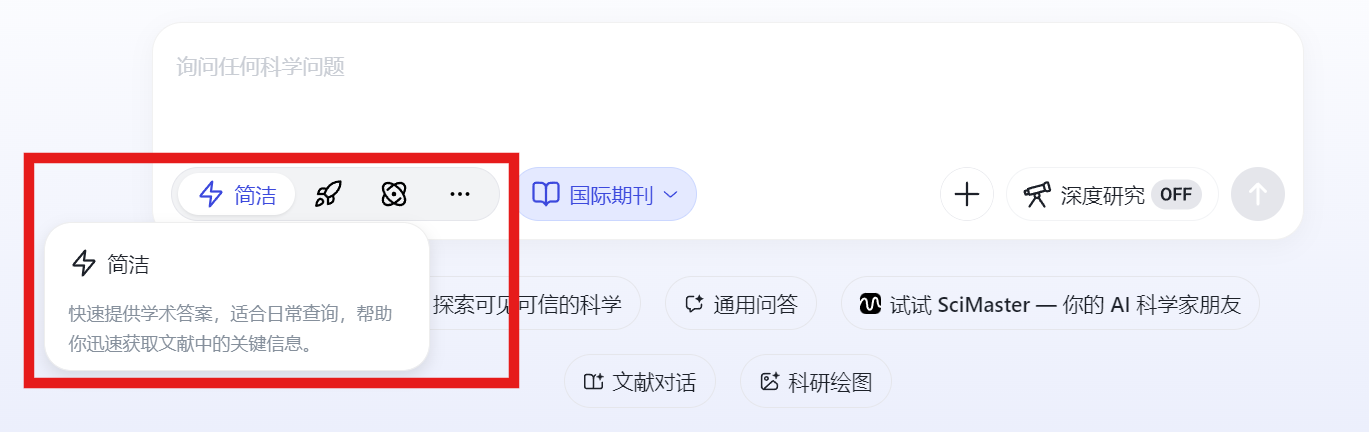 询问任何科学问题
简洁
国际期刊
深度研究 OFF
简洁
快速提供学术答案，适合日常查询，帮助
你迅速获取文献中的关键信息。
探索可见可信的科学
通用问答
试试 SciMaster — 你的 AI 科学家朋友
文献对话
科研绘图